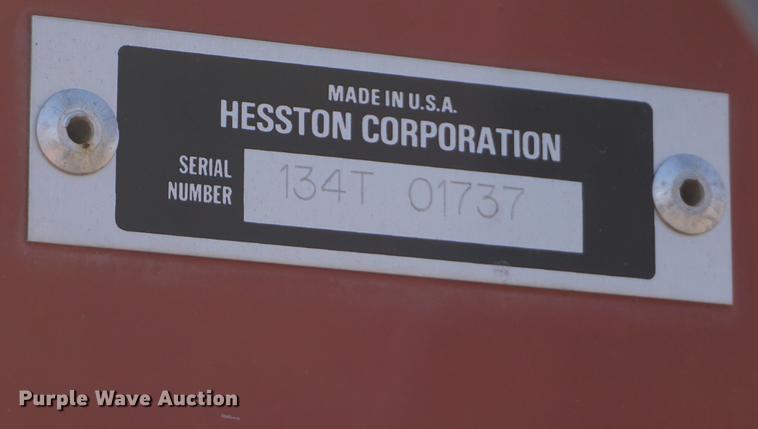 MADE IN U.S.A.
HESSTON CORPORATION
SERIAL
NUMBER
134T 01737
Purple Wave Auction